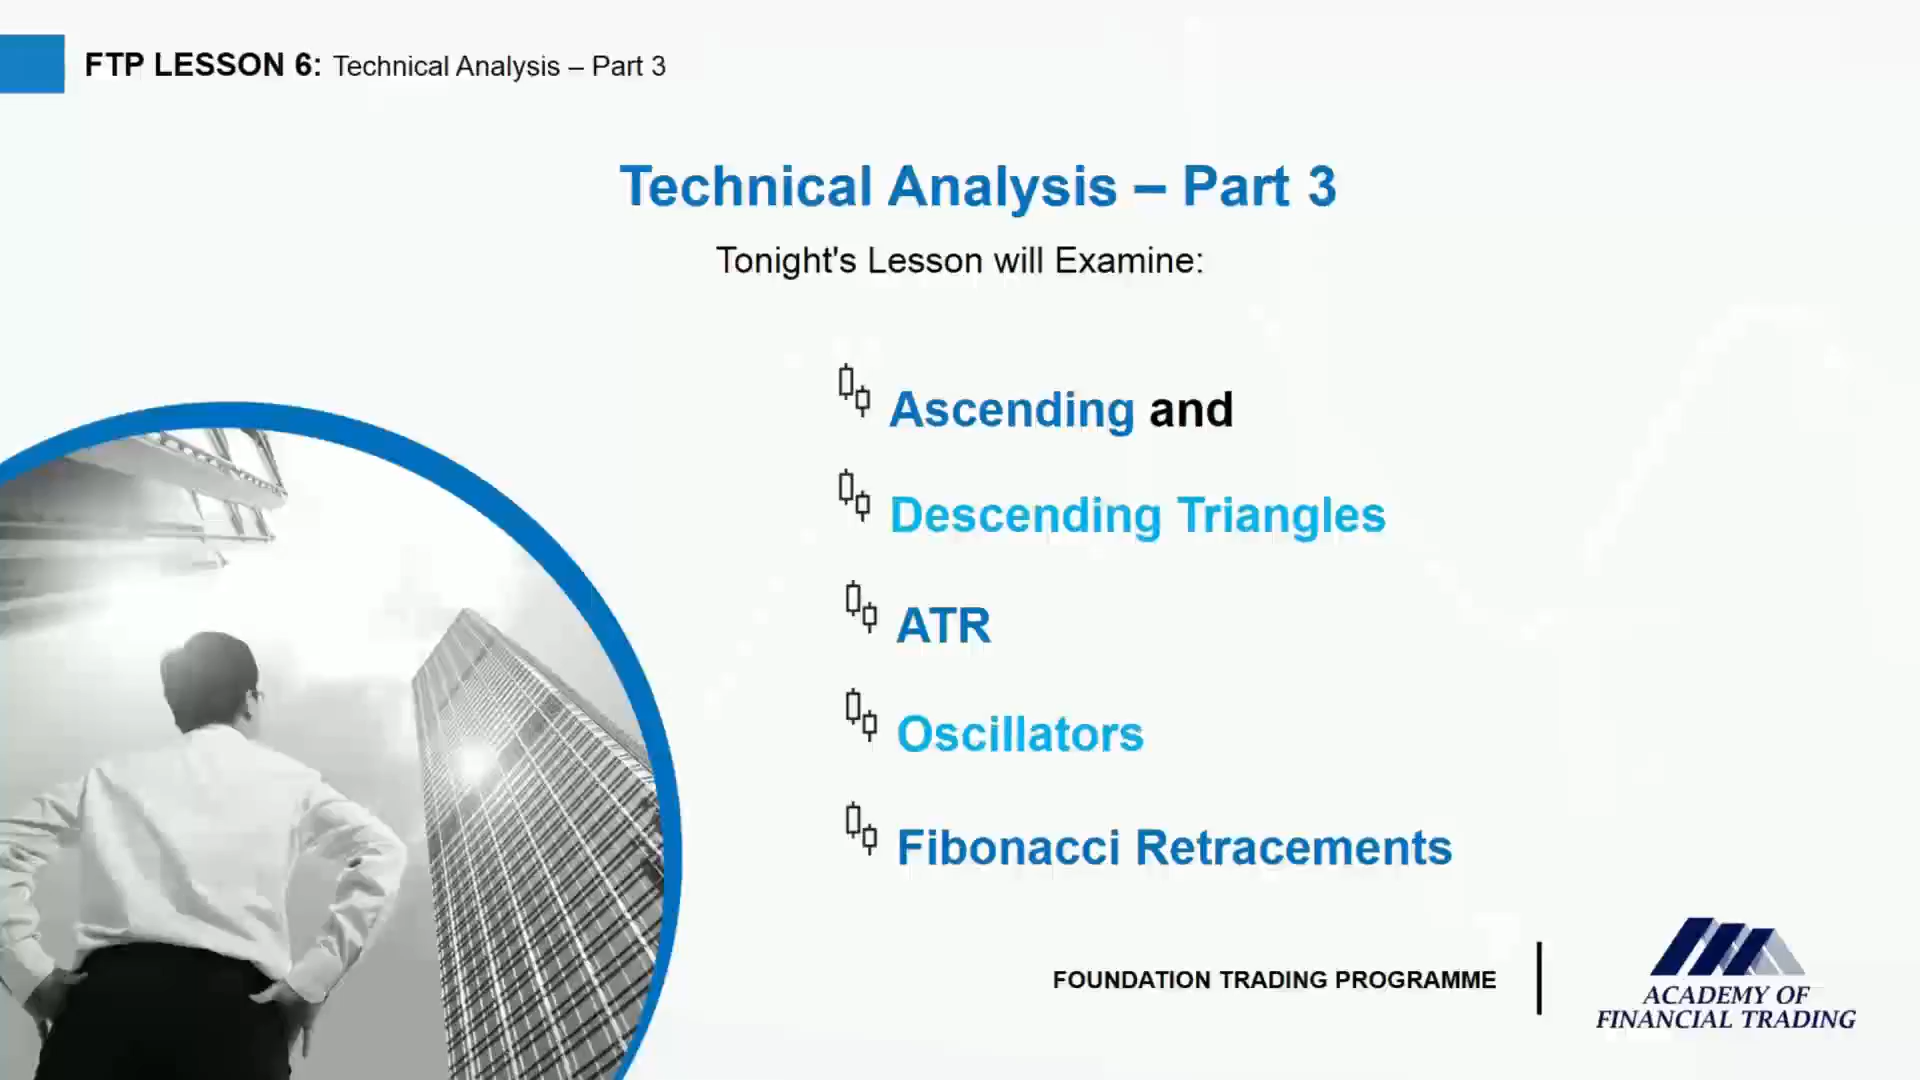 FTP LESSON 6: Technical Analysis – Part 3
Technical Analysis – Part 3
Tonight's Lesson will Examine:
Ascending and
Descending Triangles
ATR
Oscillators
Fibonacci Retracements
FOUNDATION TRADING PROGRAMME
ACADEMY OF
FINANCIAL TRADING